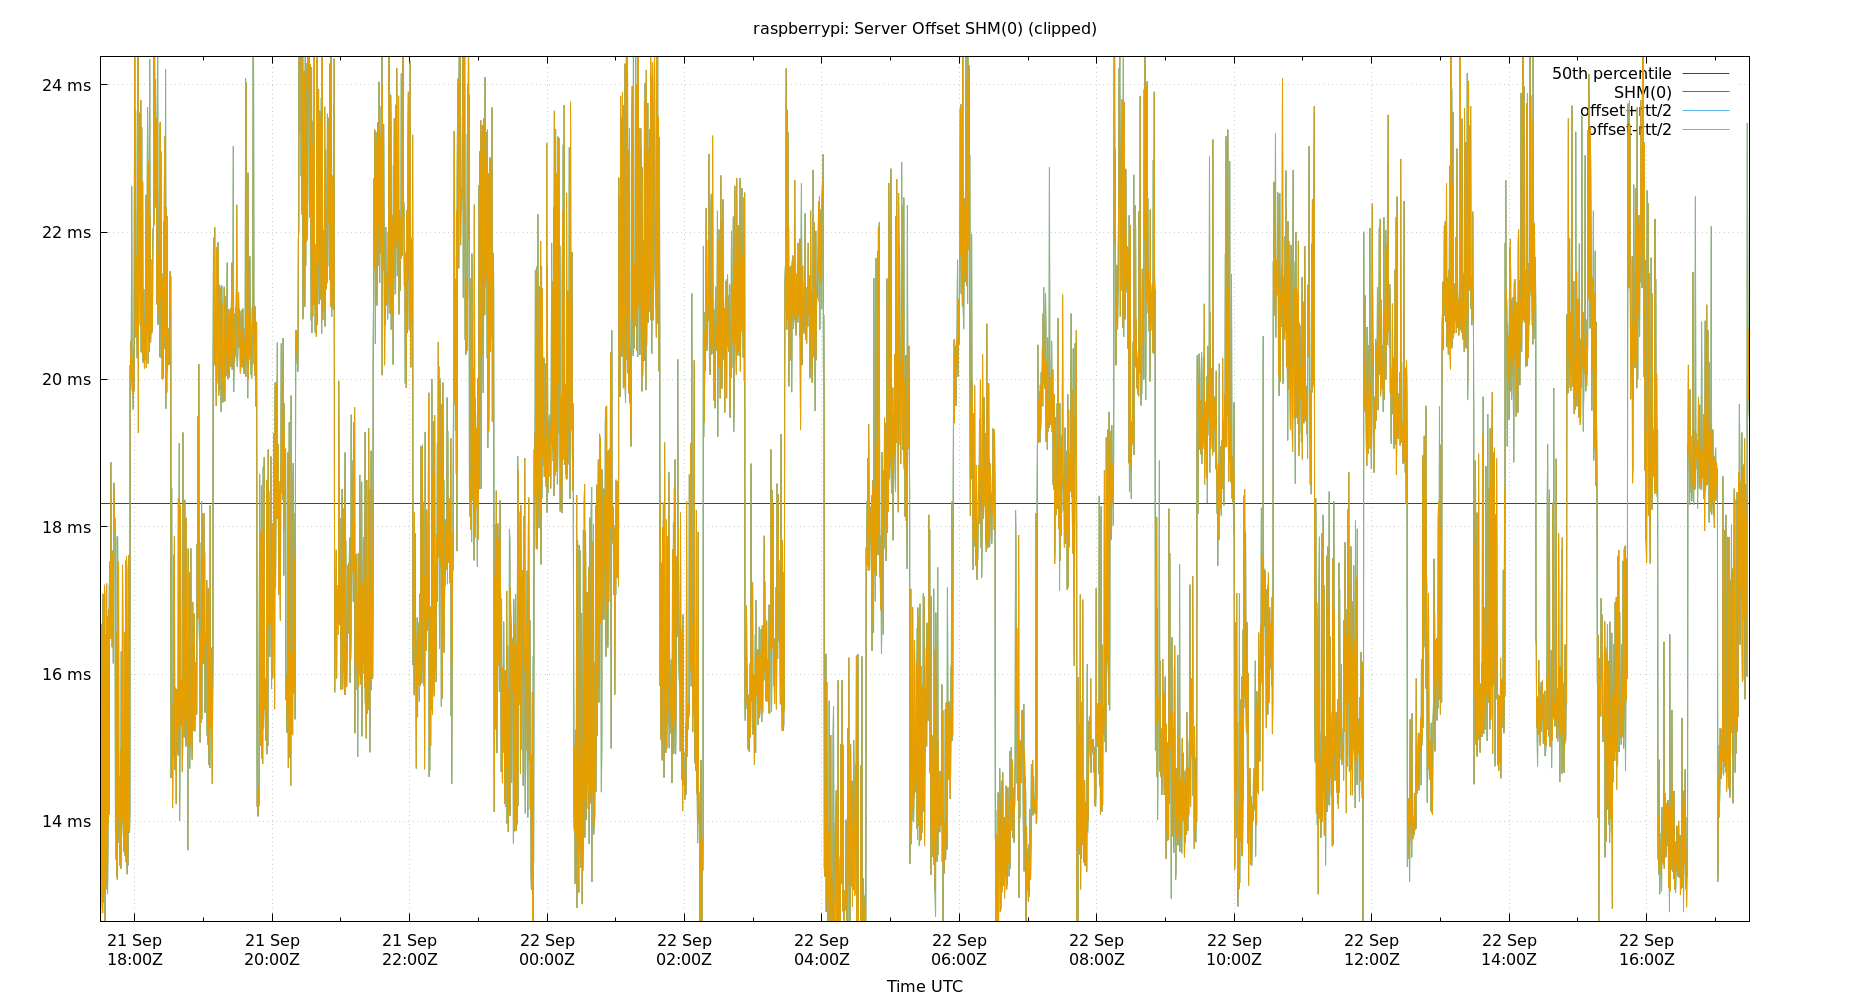 raspberrypi: Server Offset SHM(0) (clipped)
50th percentile
SHM(0)
offset+rtt/2
offset-rtt/2
24 ms
22 ms
20 ms
18 ms
16 ms
14 ms
21 Sep 21 Sep 21 Sep 22 Sep 22 Sep 22 Sep 22 Sep 22 Sep 22 Sep 22 Sep 22 Sep 22 Sep
18:00Z 20:00Z 22:00Z 00:00Z 02:00Z 04:00Z 06:00Z 08:00Z 10:00Z 12:00Z 14:00Z 16:00Z
Time UTC